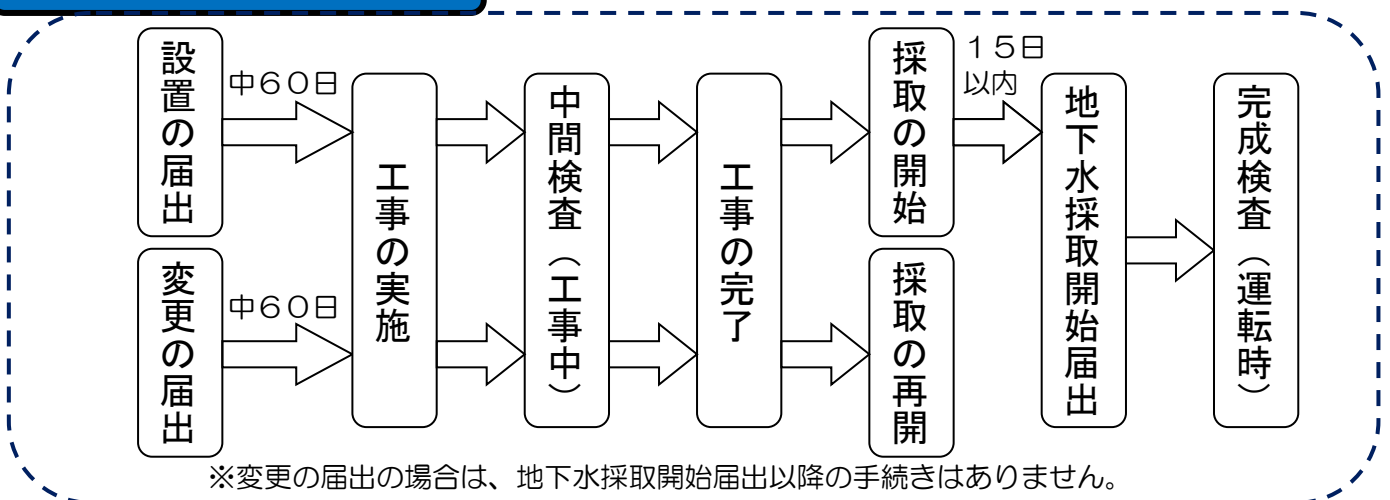 設置の届出
中60日
変更の届出
中60日
工事の実施
中間検査（工事中）
工事の完了
採取の開始
15日
以内
採取の再開
地下水採取開始届出
完成検査（運転時）
※変更の届出の場合は、地下水採取開始届出以降の手続きはありません。